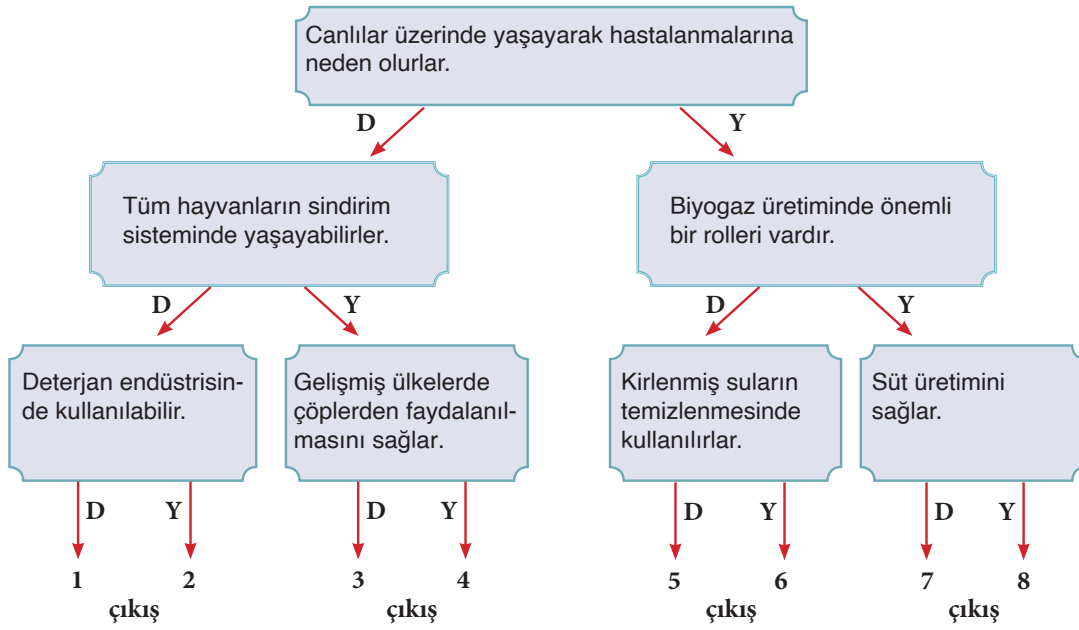 Canlılar üzerinde yaşayarak hastalanmalarına
neden olurlar.
D
Y
Tüm hayvanların sindirim
sisteminde yaşayabilirler.
Biyogaz üretiminde önemli
bir rolleri vardır.
D
Y
D
Y
Deterjan endüstrisin-
de kullanılabilir.
Gelişmiş ülkelerde
çöplerden faydalanıl-
masını sağlar.
Kirlenmiş suların
temizlenmesinde
kullanılırlar.
Süt üretimini
sağlar.
D
Y
D
Y
D
Y
D
Y
1
2
3
4
5
6
7
8
çıkış
çıkış
çıkış
çıkış